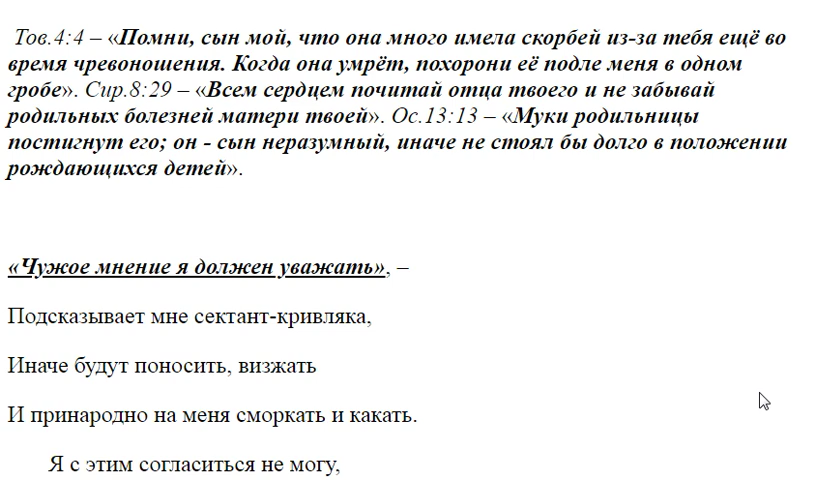 Тов.4:4 – «Помни, сын мой, что она много имела скорбей из-за тебя ещё во
время чревоношения. Когда она умрёт, похорони её подле меня в одном
гробе». Сир.8:29 – «Всем сердцем почитай отца твоего и не забывай
родильных болезней матери твоей». Ос.13:13 – «Муки родильницы
постигнут его; он - сын неразумный, иначе не стоял бы долго в положении
рождающихся детей».
«Чужое мнение я должен уважать», –
Подсказывает мне сектант-кривляка,
Иначе будут поносить, визжать
И принародно на меня сморкать и какать.
Я с этим согласиться не могу,